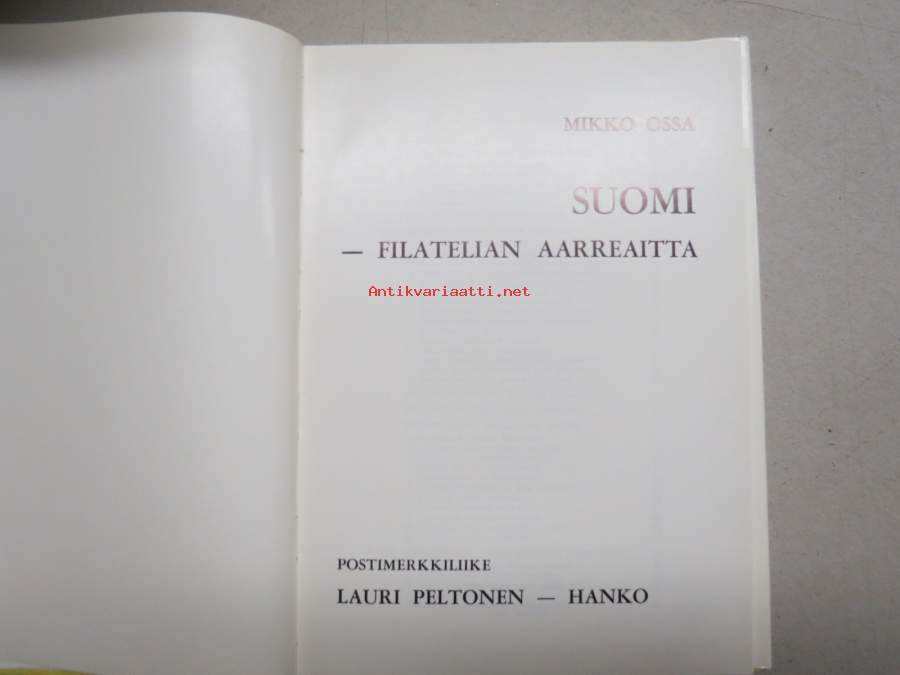 MIKKO OSSA
SUOMI
— FILATELIAN AARREAITTA
Antikvariaatti.net
POSTIMERKKILIIKE
LAURI PELTONEN — HANKO